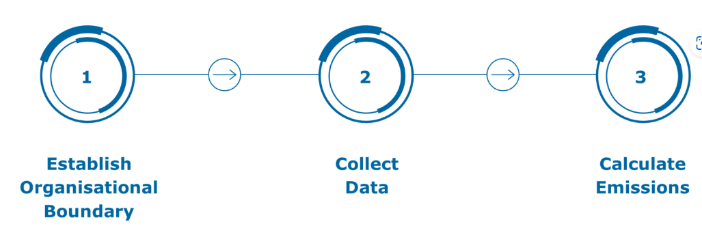 1
2
3
Establish
Organisational
Boundary
Collect
Data
Calculate
Emissions